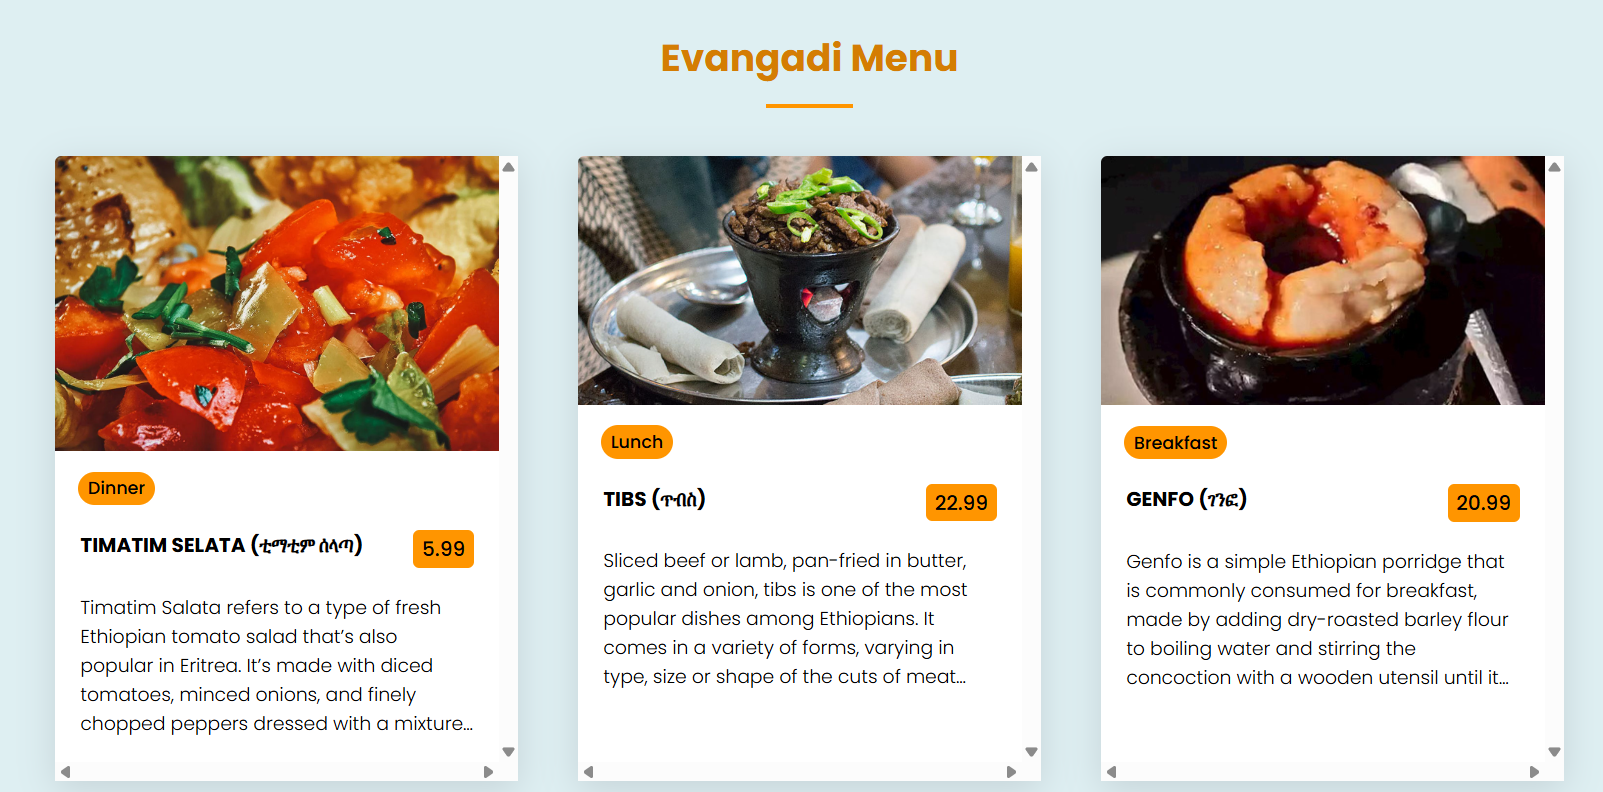 Evangadi Menu
Dinner
TIMATIM SELATA (ቲማቲም ሰላጣ)
5.99
Timatim Salata refers to a type of fresh
Ethiopian tomato salad that’s also
popular in Eritrea. It’s made with diced
tomatoes, minced onions, and finely
chopped peppers dressed with a mixture...
Lunch
TIBS (ጥብስ)
22.99
Sliced beef or lamb, pan-fried in butter,
garlic and onion, tibs is one of the most
popular dishes among Ethiopians. It
comes in a variety of forms, varying in
type, size or shape of the cuts of meat...
Breakfast
GENFO (ገንፎ)
20.99
Genfo is a simple Ethiopian porridge that
is commonly consumed for breakfast,
made by adding dry-roasted barley flour
to boiling water and stirring the
concoction with a wooden utensil until it...